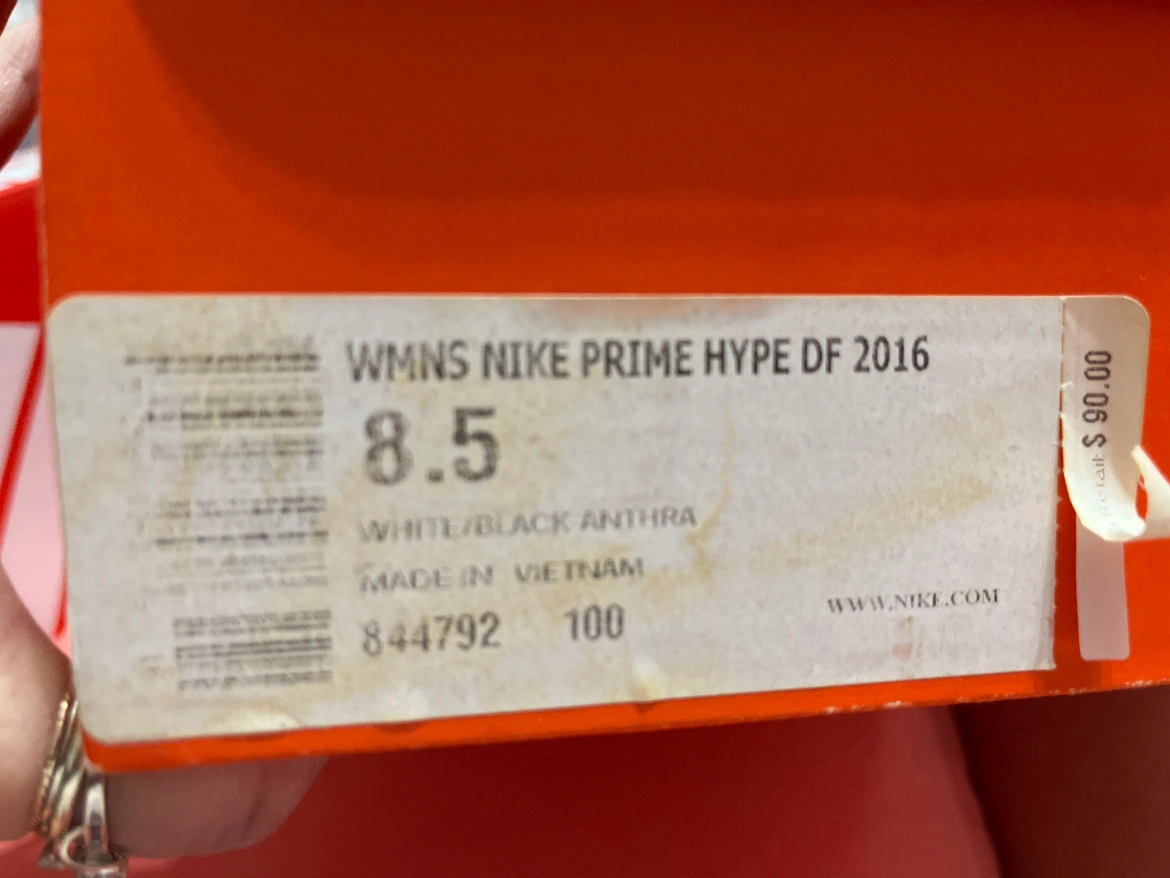 WMNS NIKE PRIME HYPE DF 2016
8.5
WHITE/BLACK-ANTHRA
MADE IN VIETNAM
844792 100
WWW.NIKE.COM
Retail: $ 90.00